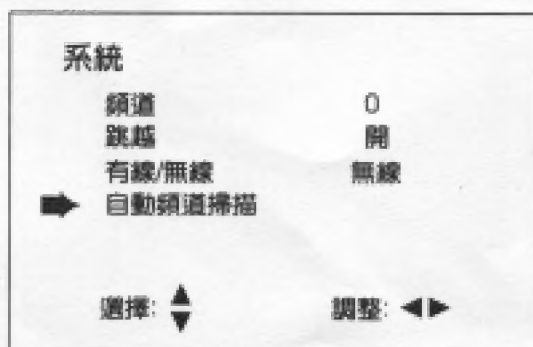 系統
頻道 0
跳越 開
有線/無線 無線
自動頻道掃描
選擇: 調整: